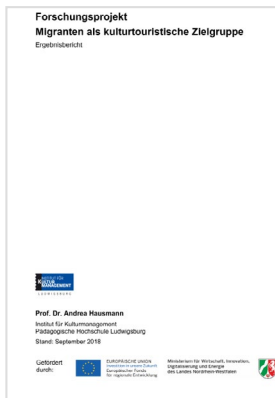 Forschungsprojekt
Migranten als kulturtouristische Zielgruppe
Ergebnisbericht
INSTITUT FÜR
KULTUR
MANAGEMENT
LUDWIGSBURG
Prof. Dr. Andrea Hausmann
Institut für Kulturmanagement
Pädagogische Hochschule Ludwigsburg
Stand: September 2018
Gefördert
durch:
EUROPÄISCHE UNION
Investition in unsere Zukunft
Europäischer Fonds
für regionale Entwicklung
Ministerium für Wirtschaft, Innovation,
Digitalisierung und Energie
des Landes Nordrhein-Westfalen